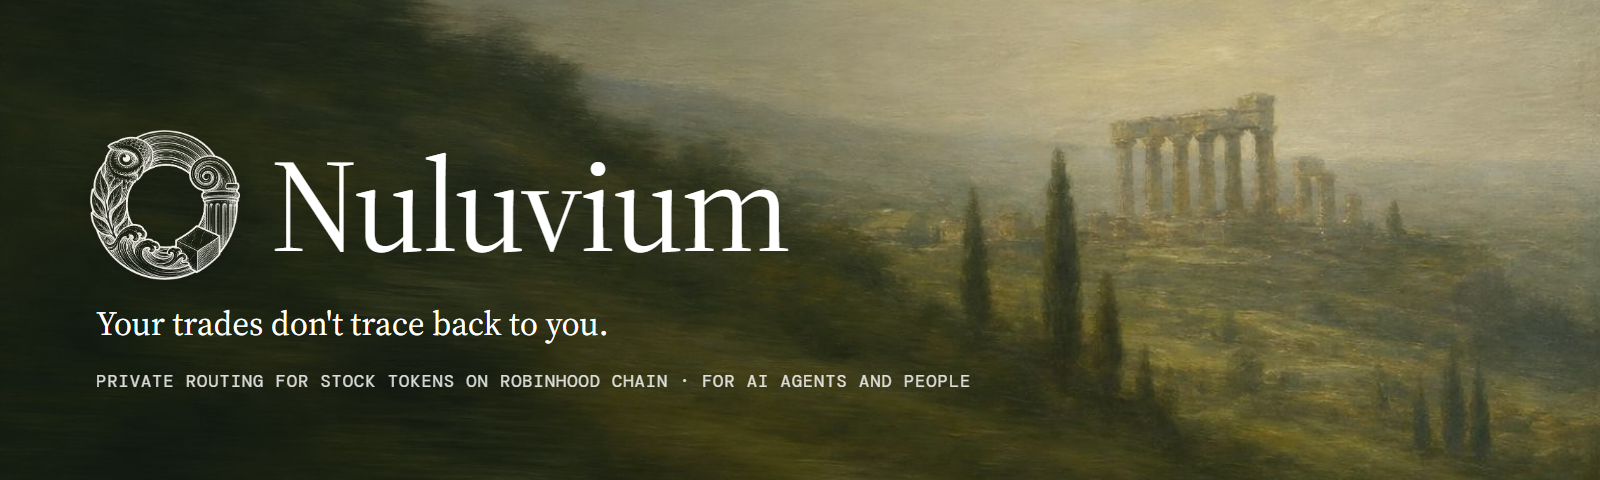 Nuluvium
Your trades don't trace back to you.
PRIVATE ROUTING FOR STOCK TOKENS ON ROBINHOOD CHAIN · FOR AI AGENTS AND PEOPLE